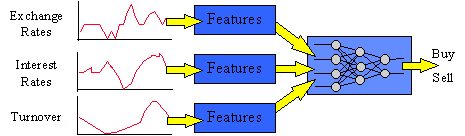 Exchange
Rates
Features
Interest
Rates
Features
Buy
Sell
Turnover
Features